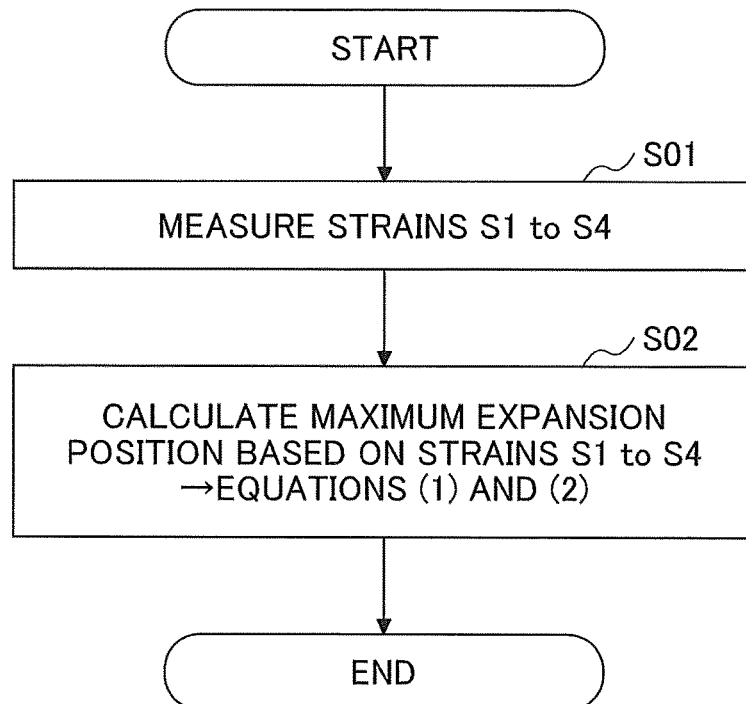 START
S01
MEASURE STRAINS S1 to S4
S02
CALCULATE MAXIMUM EXPANSION
POSITION BASED ON STRAINS S1 to S4
→EQUATIONS (1) AND (2)
END